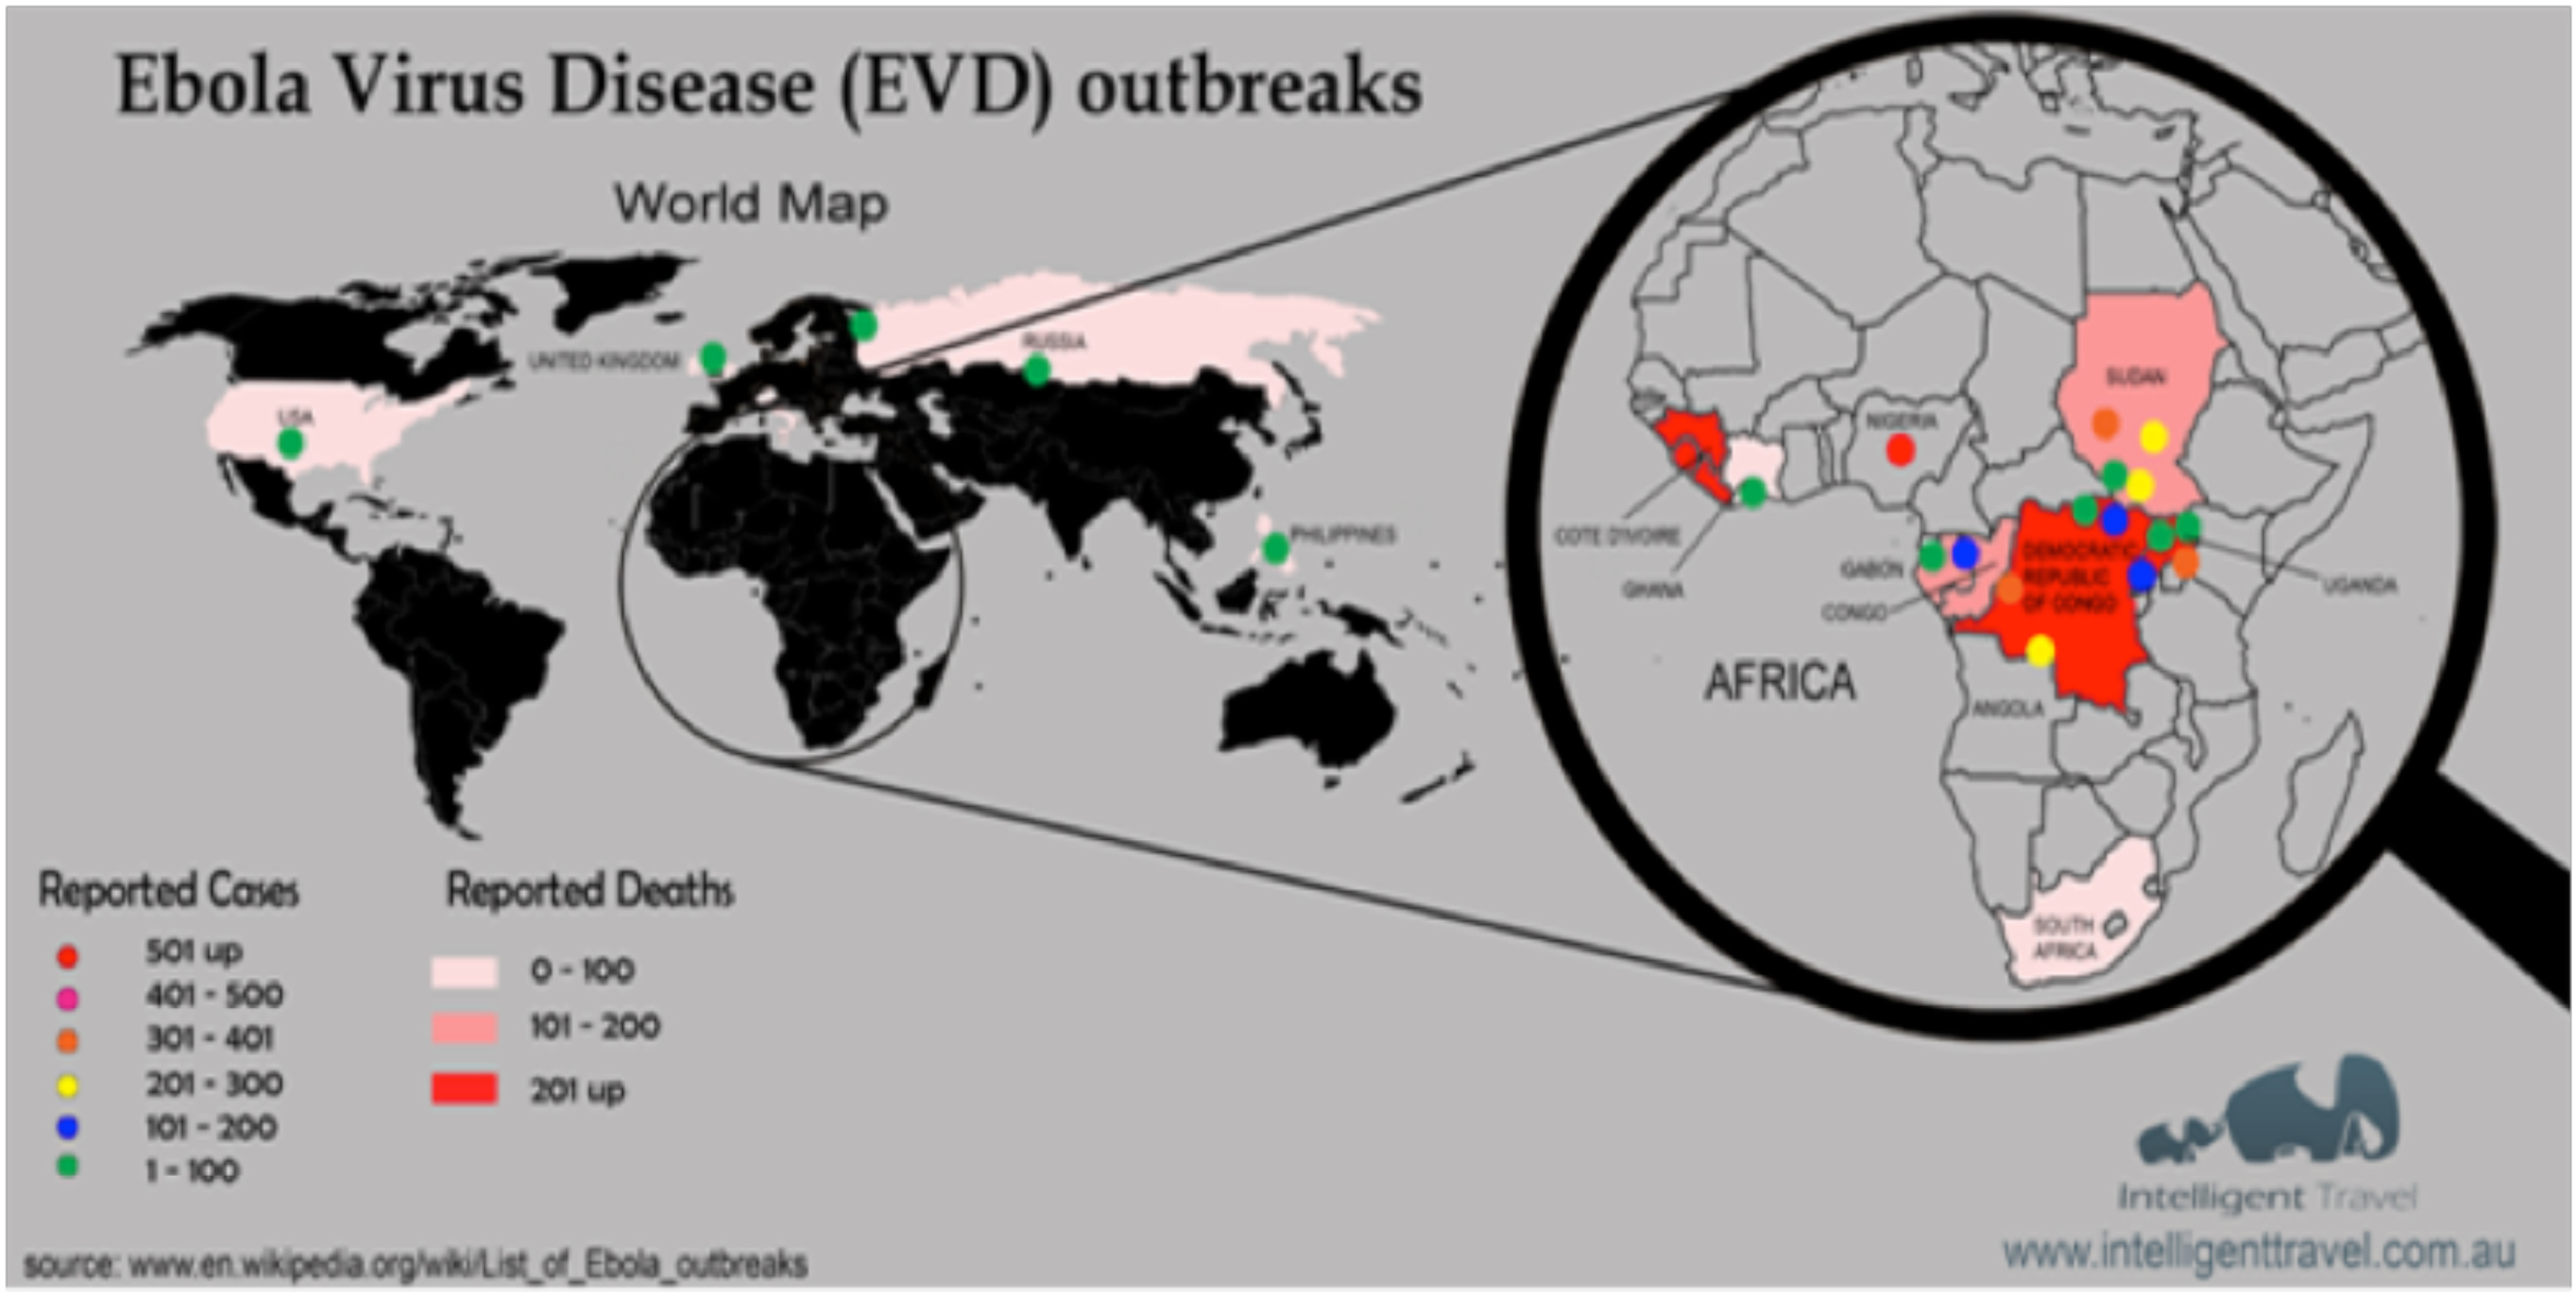 Ebola Virus Disease (EVD) outbreaks
World Map
UNITED KINGDOM
RUSSIA
USA
PHILIPPINES
SUDAN
NIGERIA
COTE D'IVOIRE
GHANA
GABON
CONGO
DEMOCRATIC
REPUBLIC
OF CONGO
UGANDA
AFRICA
ANGOLA
SOUTH
AFRICA
Reported Cases
501 up
401 - 500
301 - 401
201 - 300
101 - 200
1 - 100
Reported Deaths
0 - 100
101 - 200
201 up
Intelligent Travel
www.intelligenttravel.com.au
source: www.en.wikipedia.org/wiki/List_of_Ebola_outbreaks